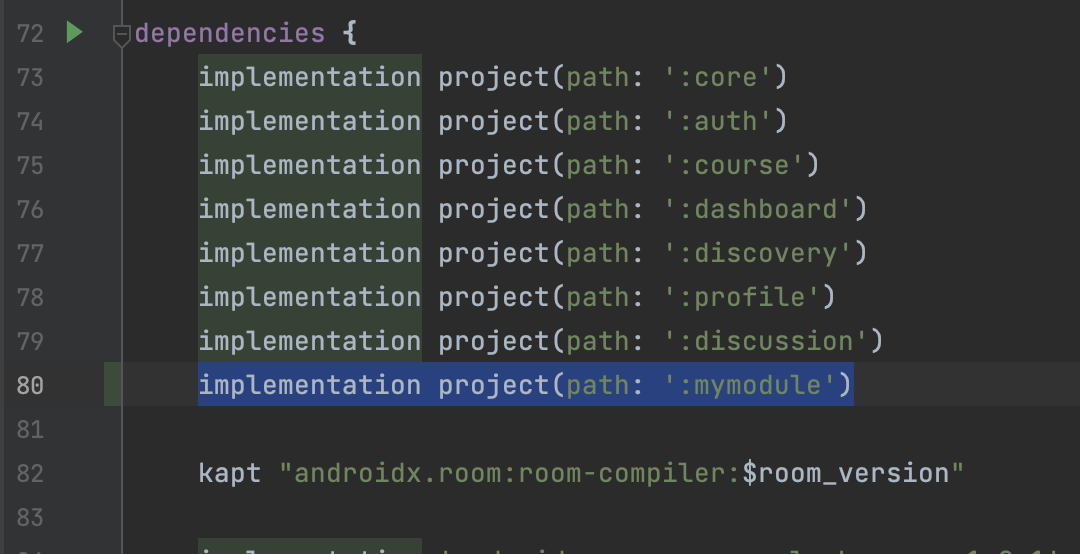 72 dependencies {
73 implementation project(path: ':core')
74 implementation project(path: ':auth')
75 implementation project(path: ':course')
76 implementation project(path: ':dashboard')
77 implementation project(path: ':discovery')
78 implementation project(path: ':profile')
79 implementation project(path: ':discussion')
80 implementation project(path: ':mymodule')
81
82 kapt "androidx.room:room-compiler:$room_version"
83